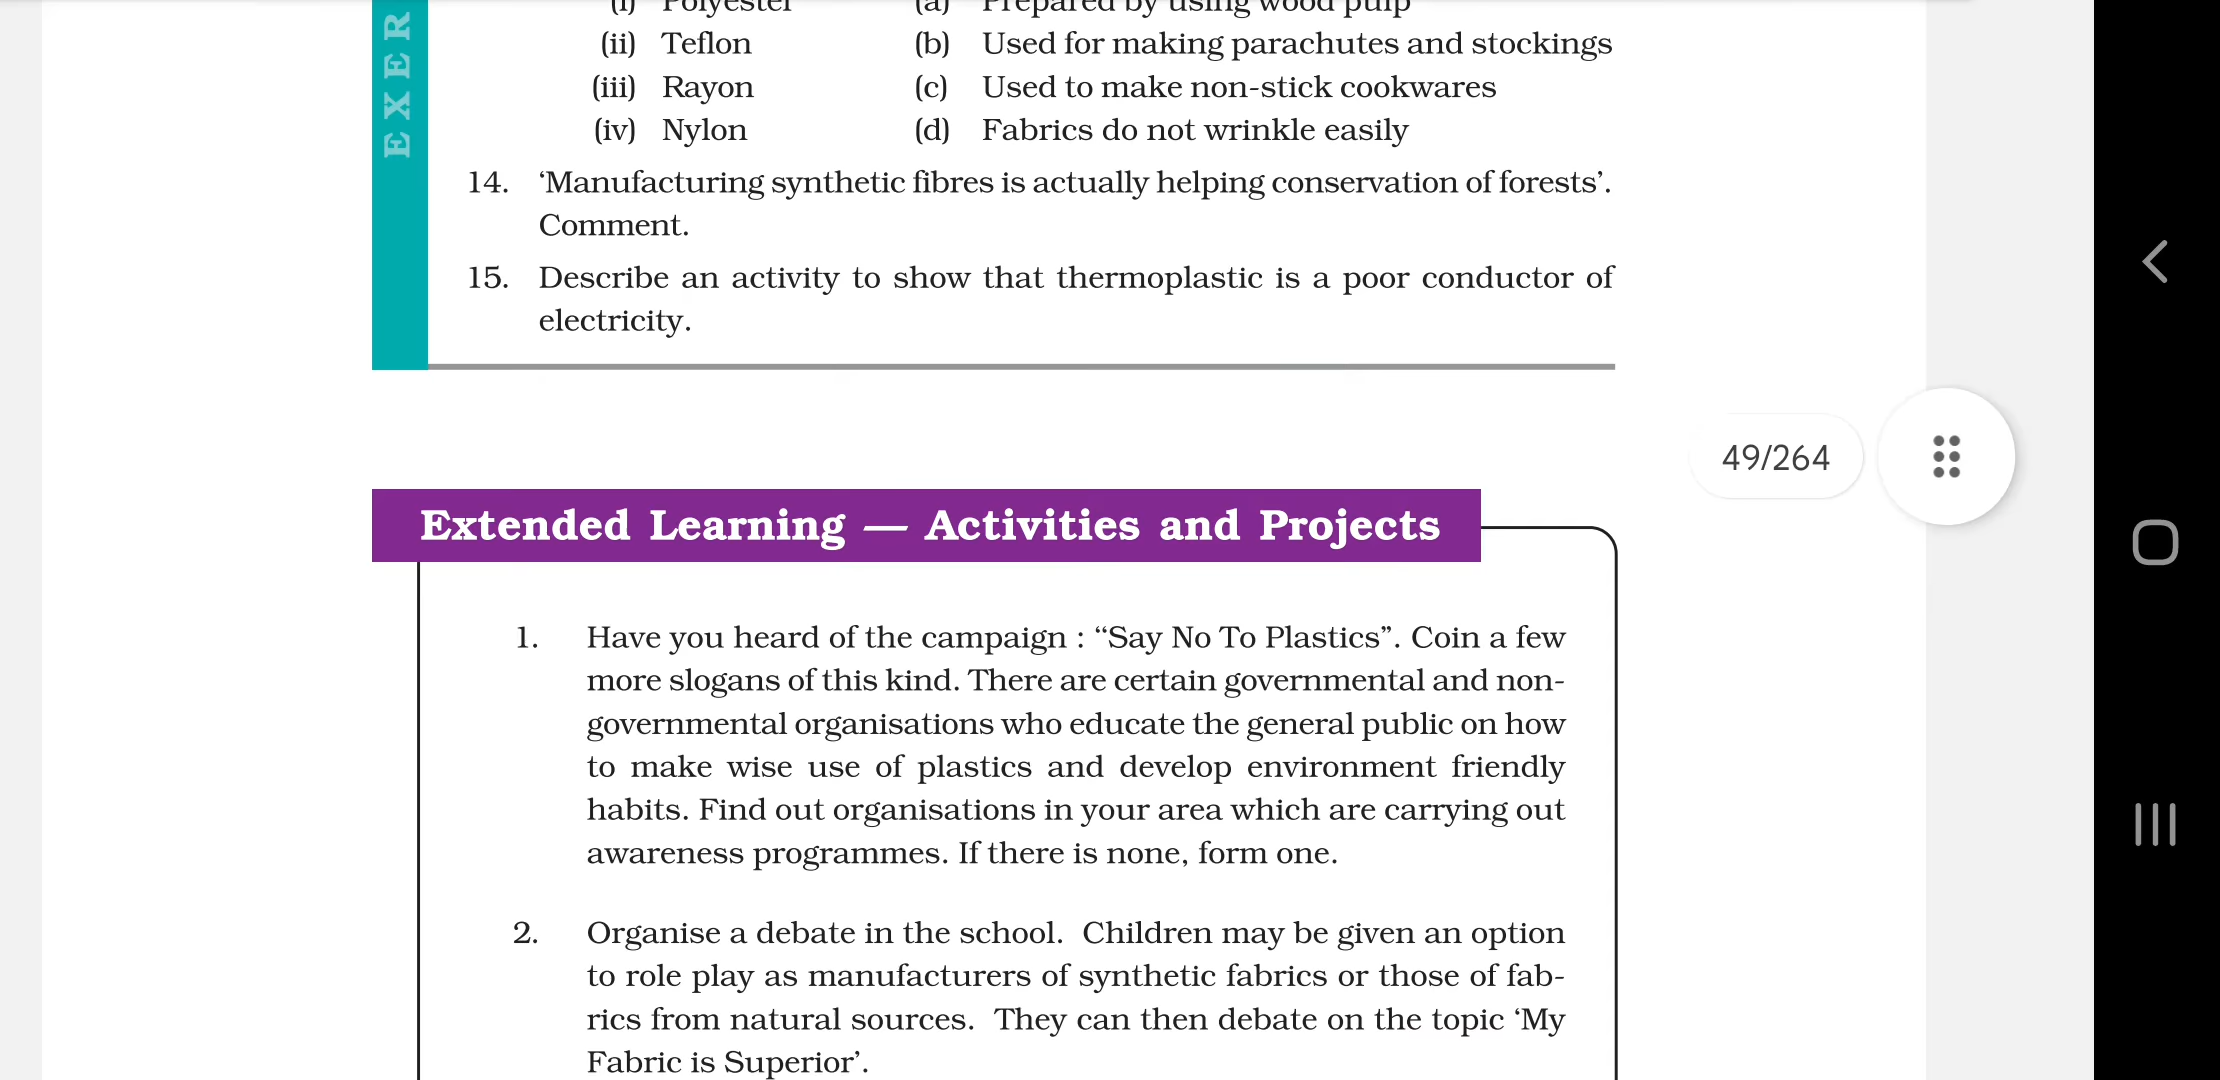 (i) Polyester (a) Prepared by using wood pulp
(ii) Teflon (b) Used for making parachutes and stockings
(iii) Rayon (c) Used to make non-stick cookwares
(iv) Nylon (d) Fabrics do not wrinkle easily
14. ‘Manufacturing synthetic fibres is actually helping conservation of forests’.
Comment.
15. Describe an activity to show that thermoplastic is a poor conductor of
electricity.
EXER
49/264
Extended Learning — Activities and Projects
1. Have you heard of the campaign : “Say No To Plastics”. Coin a few
more slogans of this kind. There are certain governmental and non-
governmental organisations who educate the general public on how
to make wise use of plastics and develop environment friendly
habits. Find out organisations in your area which are carrying out
awareness programmes. If there is none, form one.
2. Organise a debate in the school. Children may be given an option
to role play as manufacturers of synthetic fabrics or those of fab-
rics from natural sources. They can then debate on the topic ‘My
Fabric is Superior’.